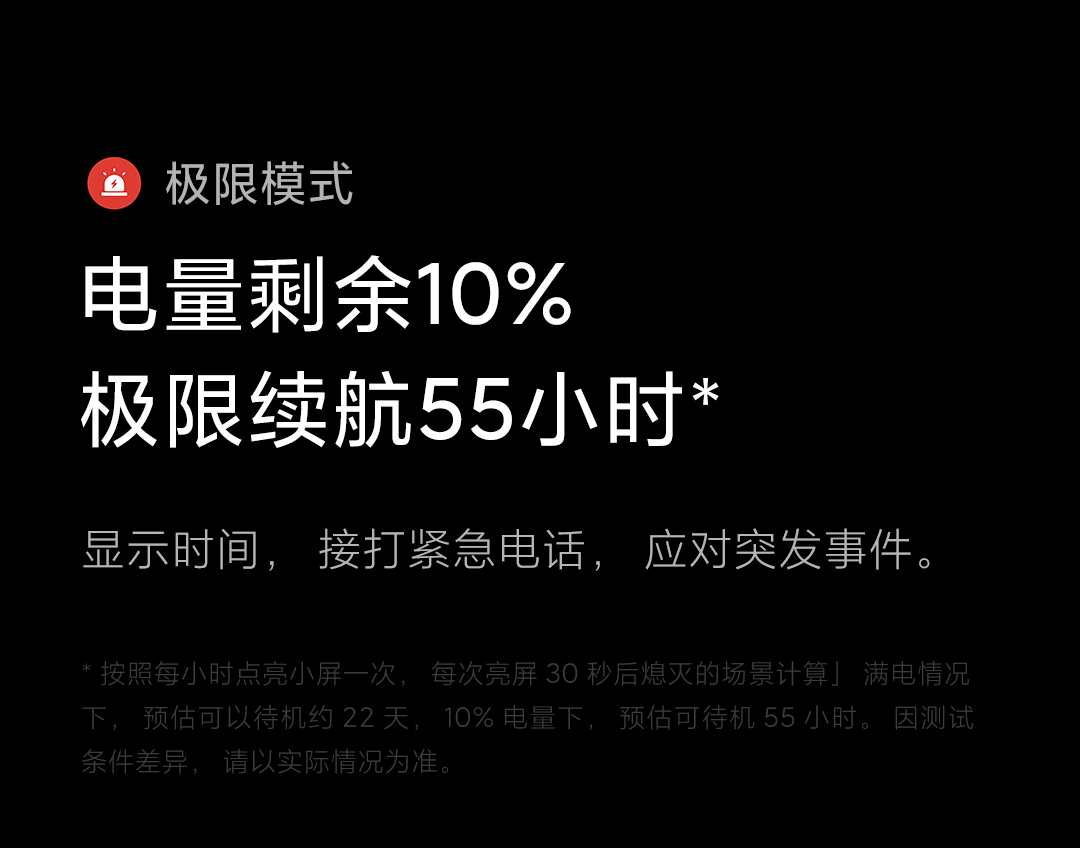 极限模式
电量剩余10%
极限续航55小时*
显示时间， 接打紧急电话， 应对突发事件。
* 按照每小时点亮小屏一次， 每次亮屏 30 秒后熄灭的场景计算」 满电情况
下， 预估可以待机约 22 天， 10% 电量下， 预估可待机 55 小时。 因测试
条件差异， 请以实际情况为准。